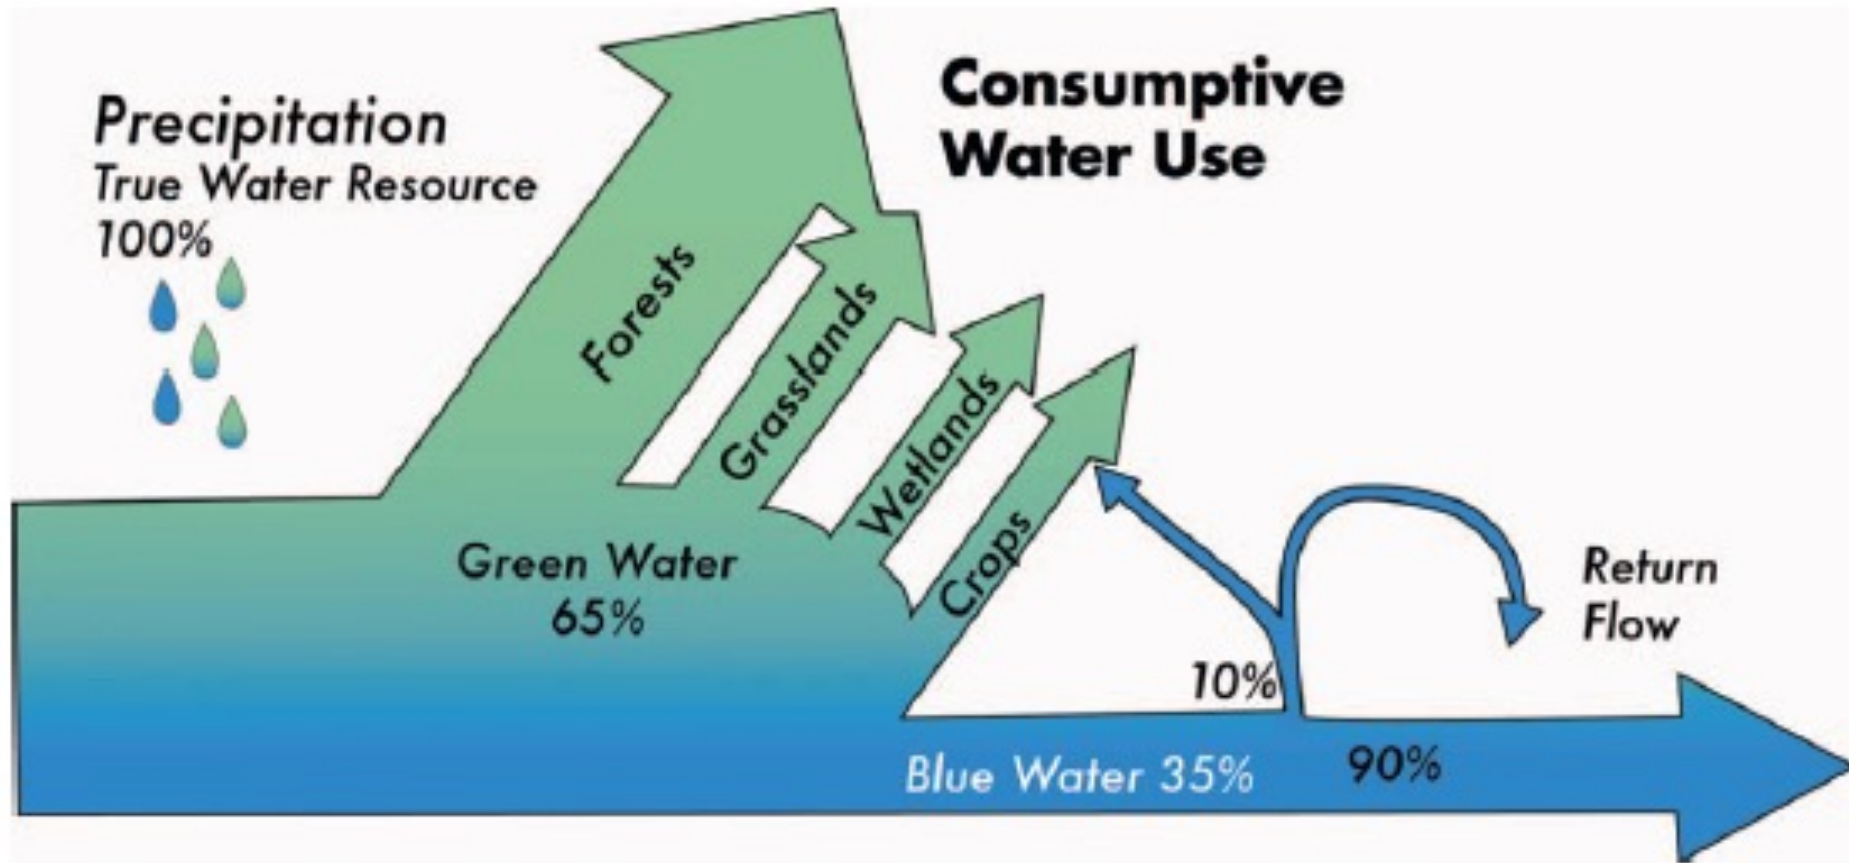 Precipitation
True Water Resource
100%
Consumptive
Water Use
Forests
Grasslands
Wetlands
Crops
Green Water
65%
Return
Flow
10%
Blue Water 35%
90%